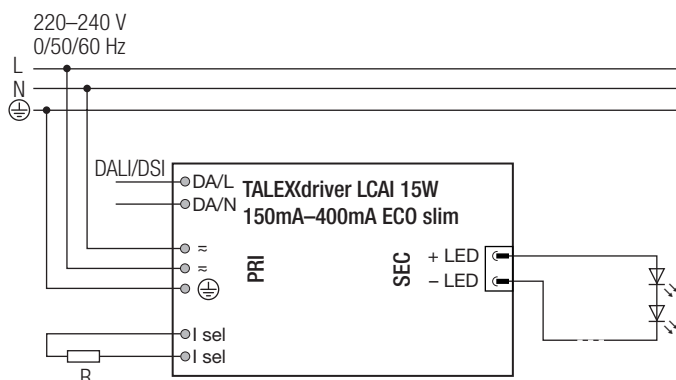 220–240 V
0/50/60 Hz
L
N
DALI/DSI
DA/L
DA/N
TALEXXdriver LCAI 15W
150mA–400mA ECO slim
≂
≂
PRI
SEC
+ LED
– LED
I sel
I sel
R